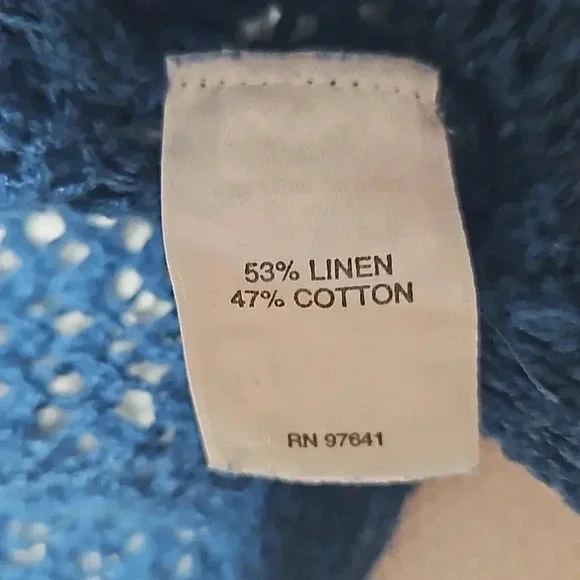 53% LINEN
47% COTTON
RN 97641